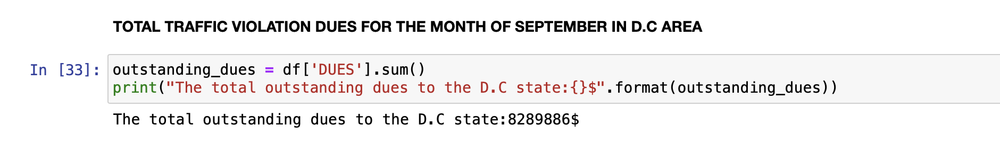 TOTAL TRAFFIC VIOLATION DUES FOR THE MONTH OF SEPTEMBER IN D.C AREA
In [33]: outstanding_dues = df['DUES'].sum()
print("The total outstanding dues to the D.C state:{}$".format(outstanding_dues))
The total outstanding dues to the D.C state:8289886$